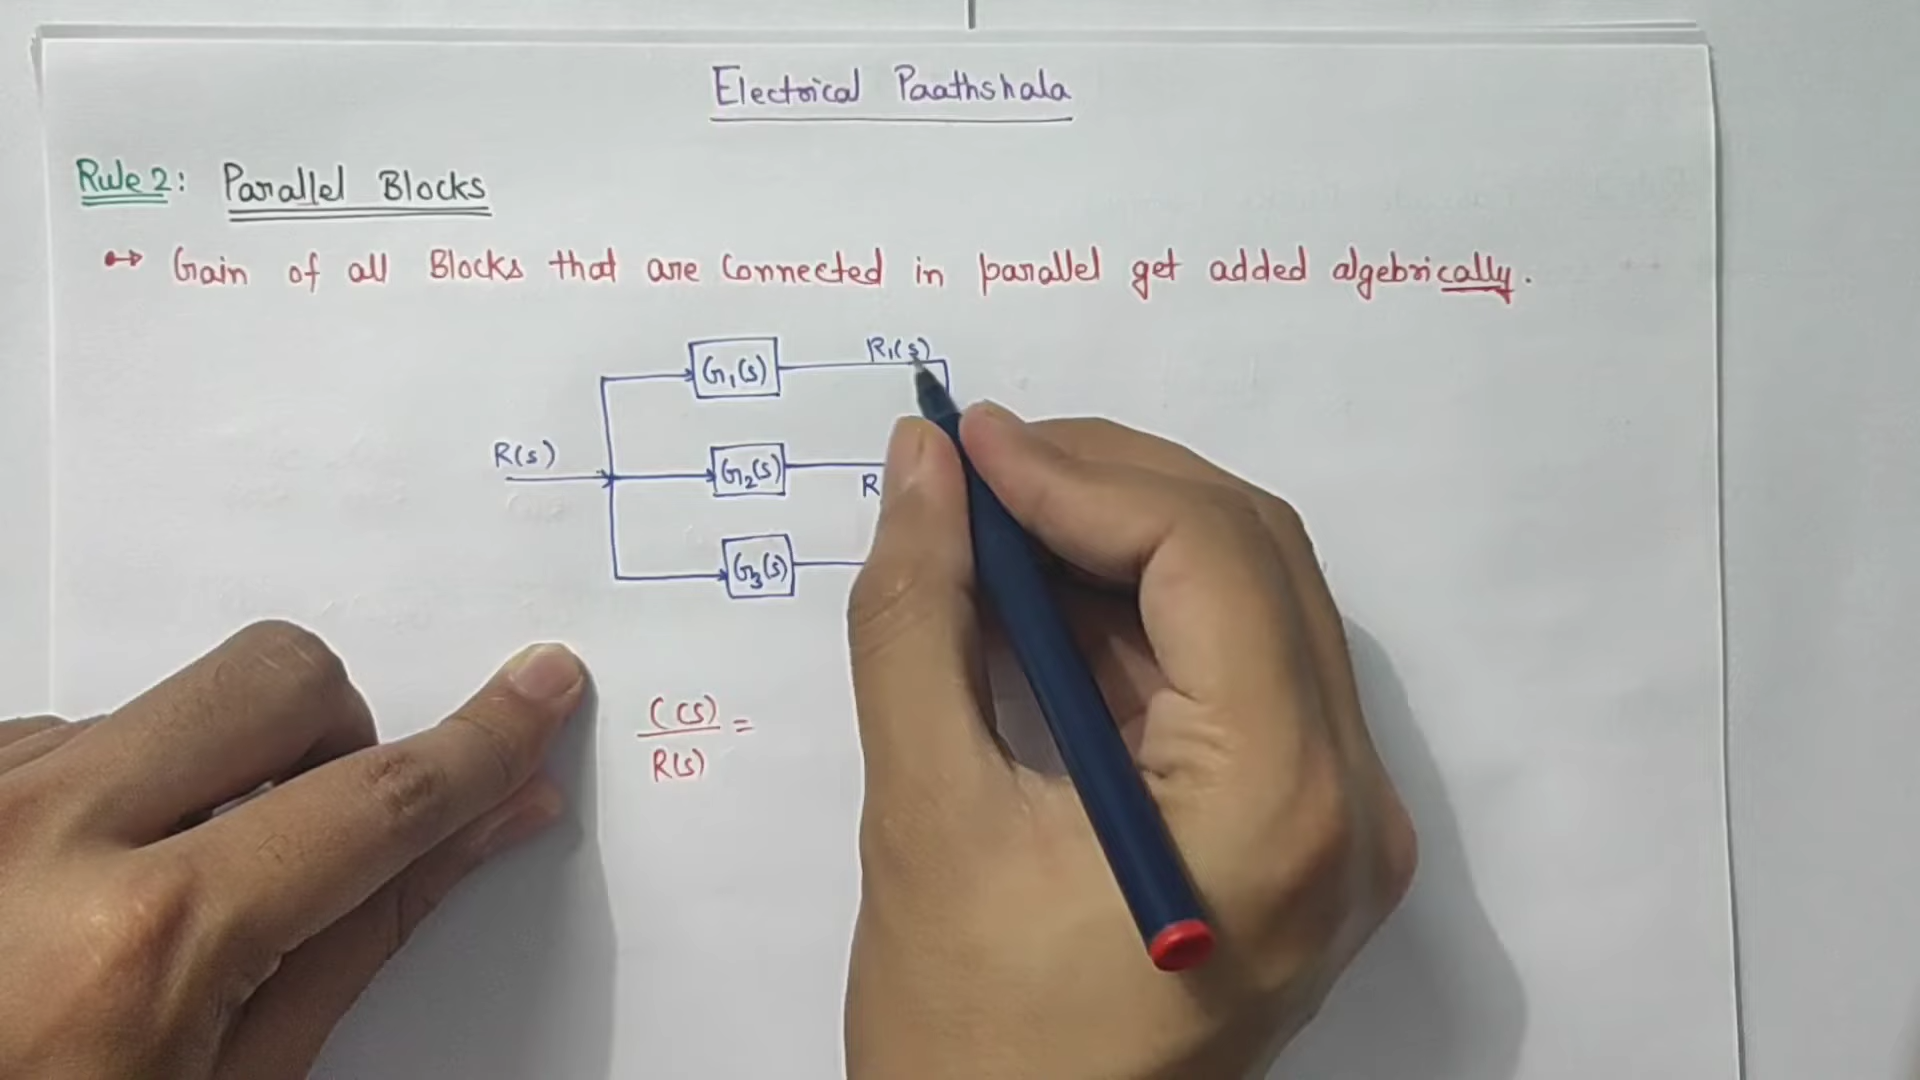 Electrical Paathshala
Rule 2: Parallel Blocks
Gain of all Blocks that are connected in parallel get added algebrically.
G₁(s) R₁(s)
R(s) G₂(s) R
G₃(s)
C(s) =
R(s)